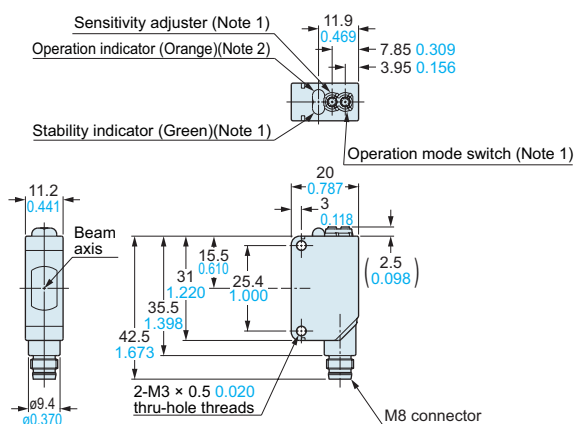 Sensitivity adjuster (Note 1)
Operation indicator (Orange)(Note 2)
11.9
0.469
7.85 0.309
3.95 0.156
Stability indicator (Green)(Note 1)
Operation mode switch (Note 1)
11.2
0.441
Beam
axis
20
0.787
3
0.118
15.5
0.610
31
1.220
25.4
1.000
(2.5
0.098)
35.5
1.398
42.5
1.673
ø9.4
ø0.370
2-M3 × 0.5 0.020
thru-hole threads
M8 connector